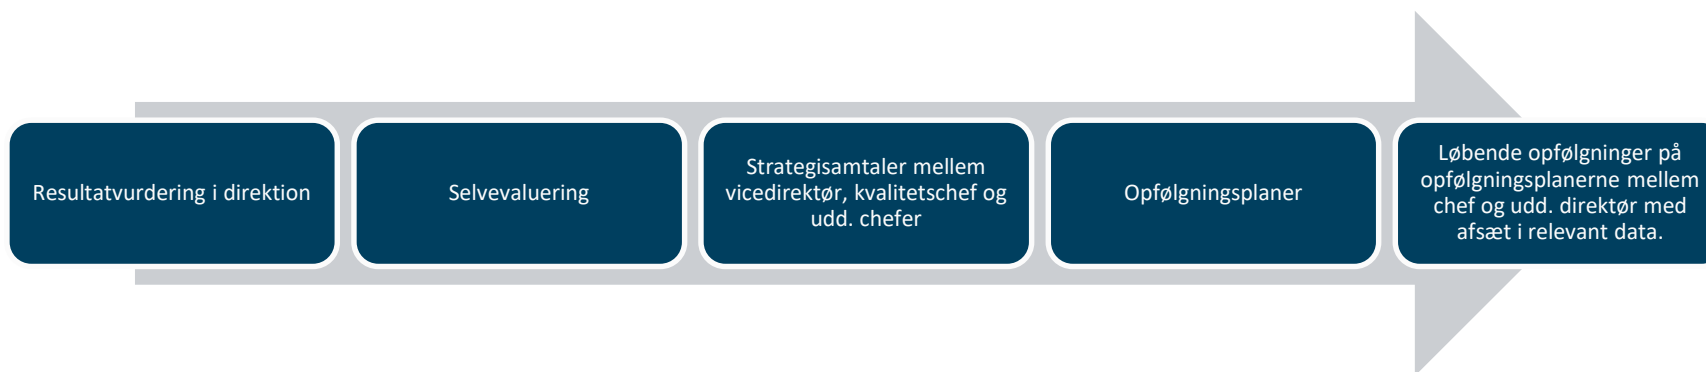 Resultatvurdering i direktion
Selvevaluering
Strategisamtaler mellem
vicedirektør, kvalitetschef og
udd. chefer
Opfølgningsplaner
Løbende opfølgninger på
opfølgningsplanerne mellem
chef og udd. direktør med
afsæt i relevant data.